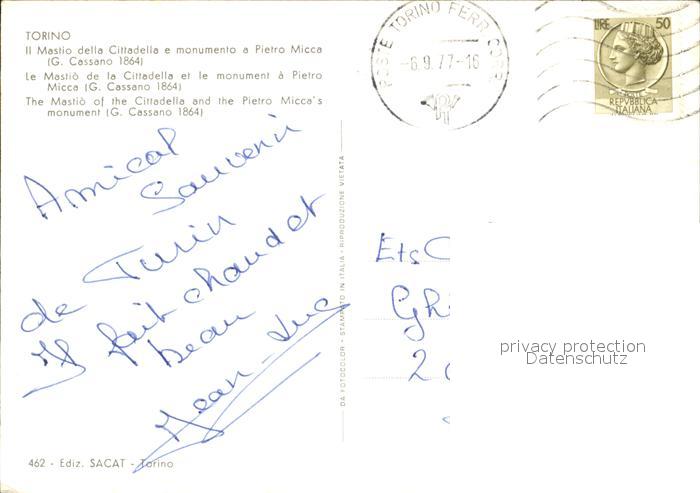 TORINO
Il Mastio della Cittadella e monumento a Pietro Micca
(G. Cassano 1864)
Le Mastiò de la Cittadella et le monument à Pietro
Micca (G. Cassano 1864)
The Mastiò of the Cittadella and the Pietro Micca's
monument (G. Cassano 1864)
POSTE TORINO FERR. CORR.
-6.9.77-16
LIRE 50
POSTE
REPVBBLICA
ITALIANA
Amical
Souvenir
de Turin
Il fait chaud et
beau
Jean-Luc
DA FOTOCOLOR - STAMPATO IN ITALIA - RIPRODUZIONE VIETATA
Ets C
privacy protection
Datenschutz
462 - Ediz. SACAT - Torino